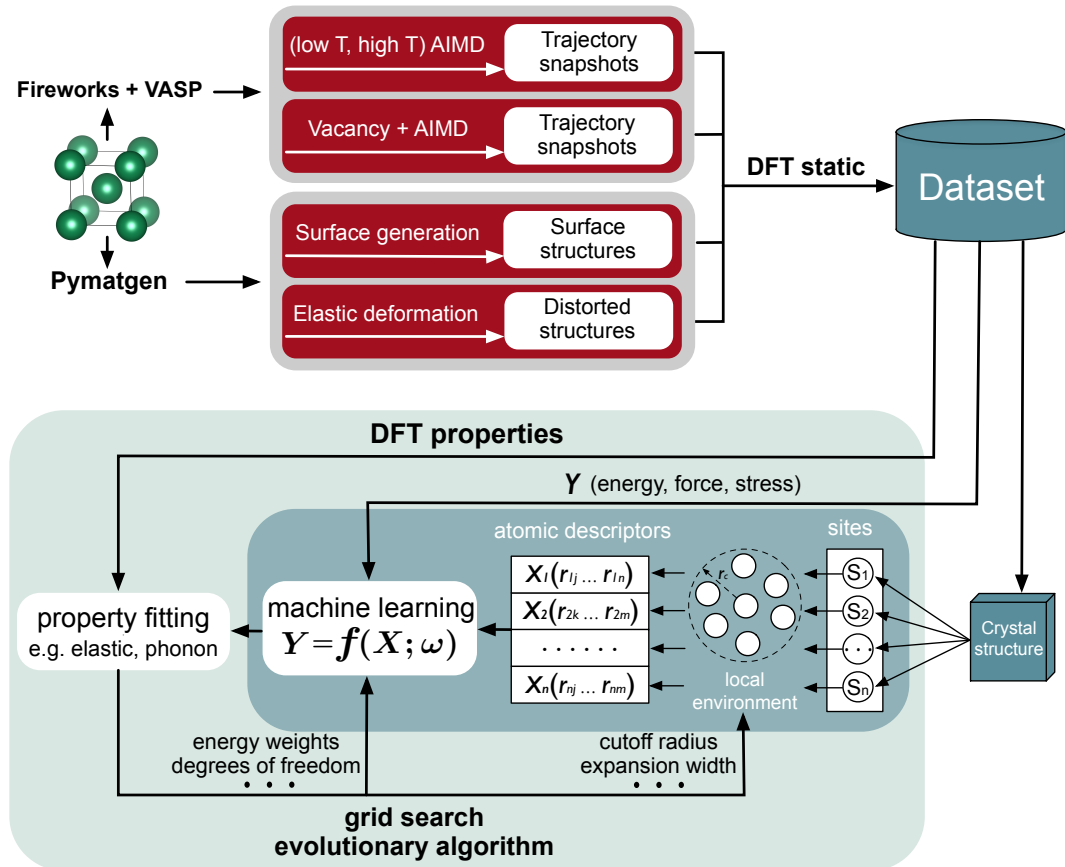 (low T, high T) AIMD
Trajectory
snapshots
Fireworks + VASP
Vacancy + AIMD
Trajectory
snapshots
DFT static
Dataset
Surface generation
Surface
structures
Pymatgen
Elastic deformation
Distorted
structures
DFT properties
Y (energy, force, stress)
atomic descriptors
sites
X1(r1j ... r1n)
rc
S1
machine learning
Y=f(X;ω)
X2(r2k ... r2m)
S2
property fitting
e.g. elastic, phonon
· · · · · ·
· · ·
Crystal
structure
Xn(rnj ... rnm)
local
environment
Sn
energy weights
degrees of freedom
• • •
cutoff radius
expansion width
• • •
grid search
evolutionary algorithm